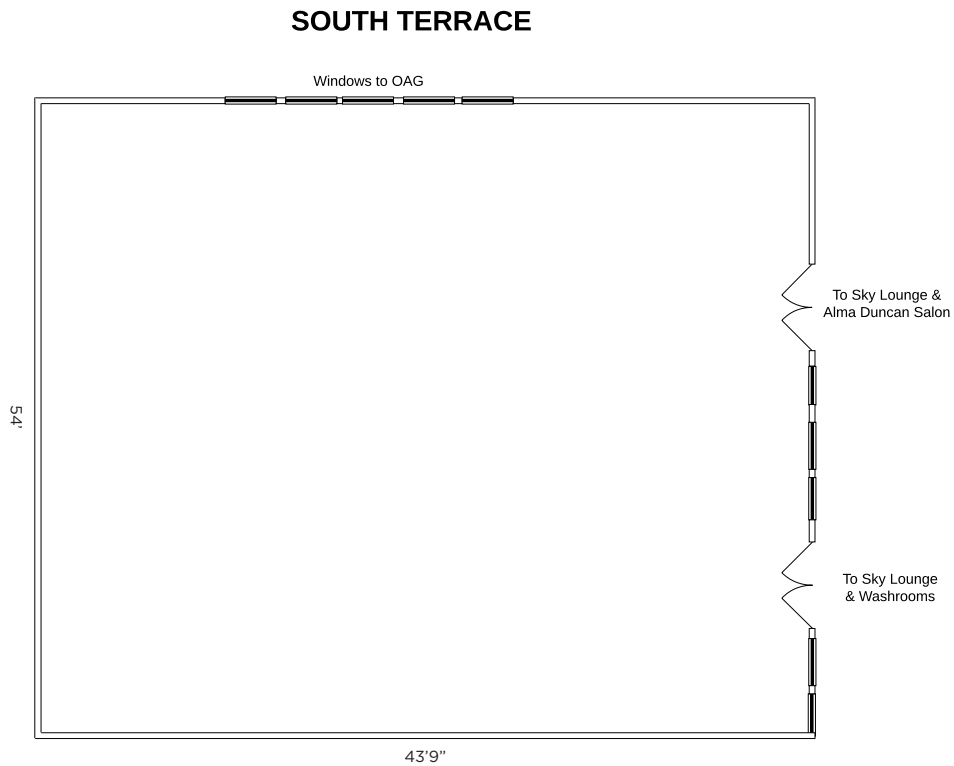 SOUTH TERRACE
Windows to OAG
To Sky Lounge &
Alma Duncan Salon
54’
To Sky Lounge
& Washrooms
43’9”